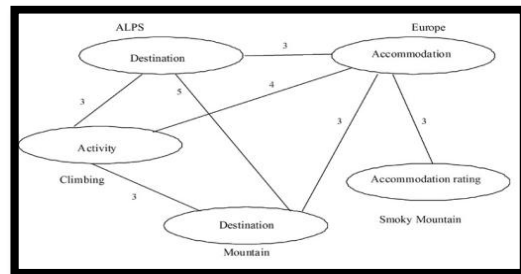 ALPS
Europe
Destination
3
Accommodation
3
5
4
3
3
Activity
Climbing
3
Accommodation rating
Smoky Mountain
Destination
Mountain